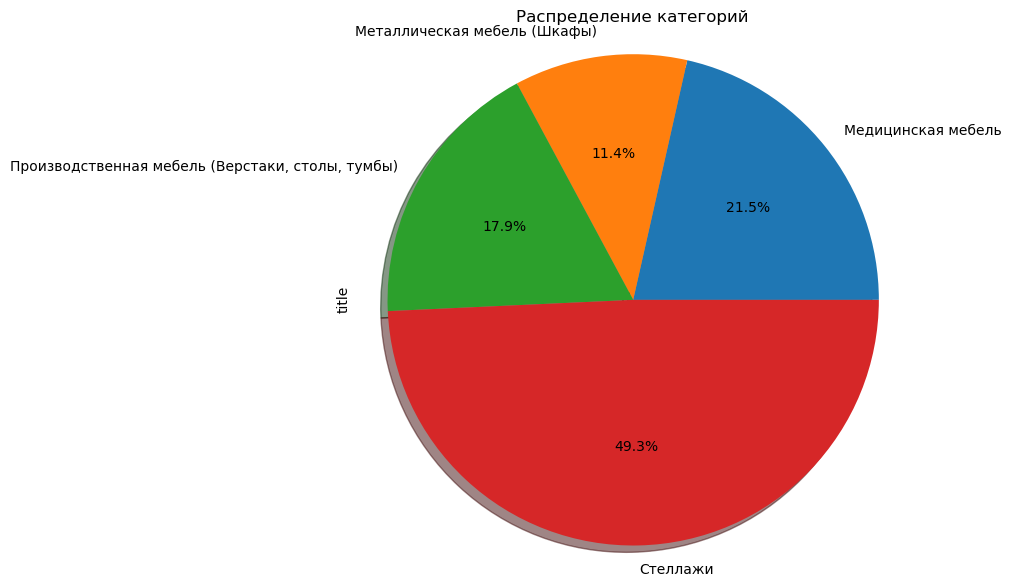 Распределение категорий
Металлическая мебель (Шкафы)
Медицинская мебель
Производственная мебель (Верстаки, столы, тумбы)
11.4%
21.5%
17.9%
title
49.3%
Стеллажи